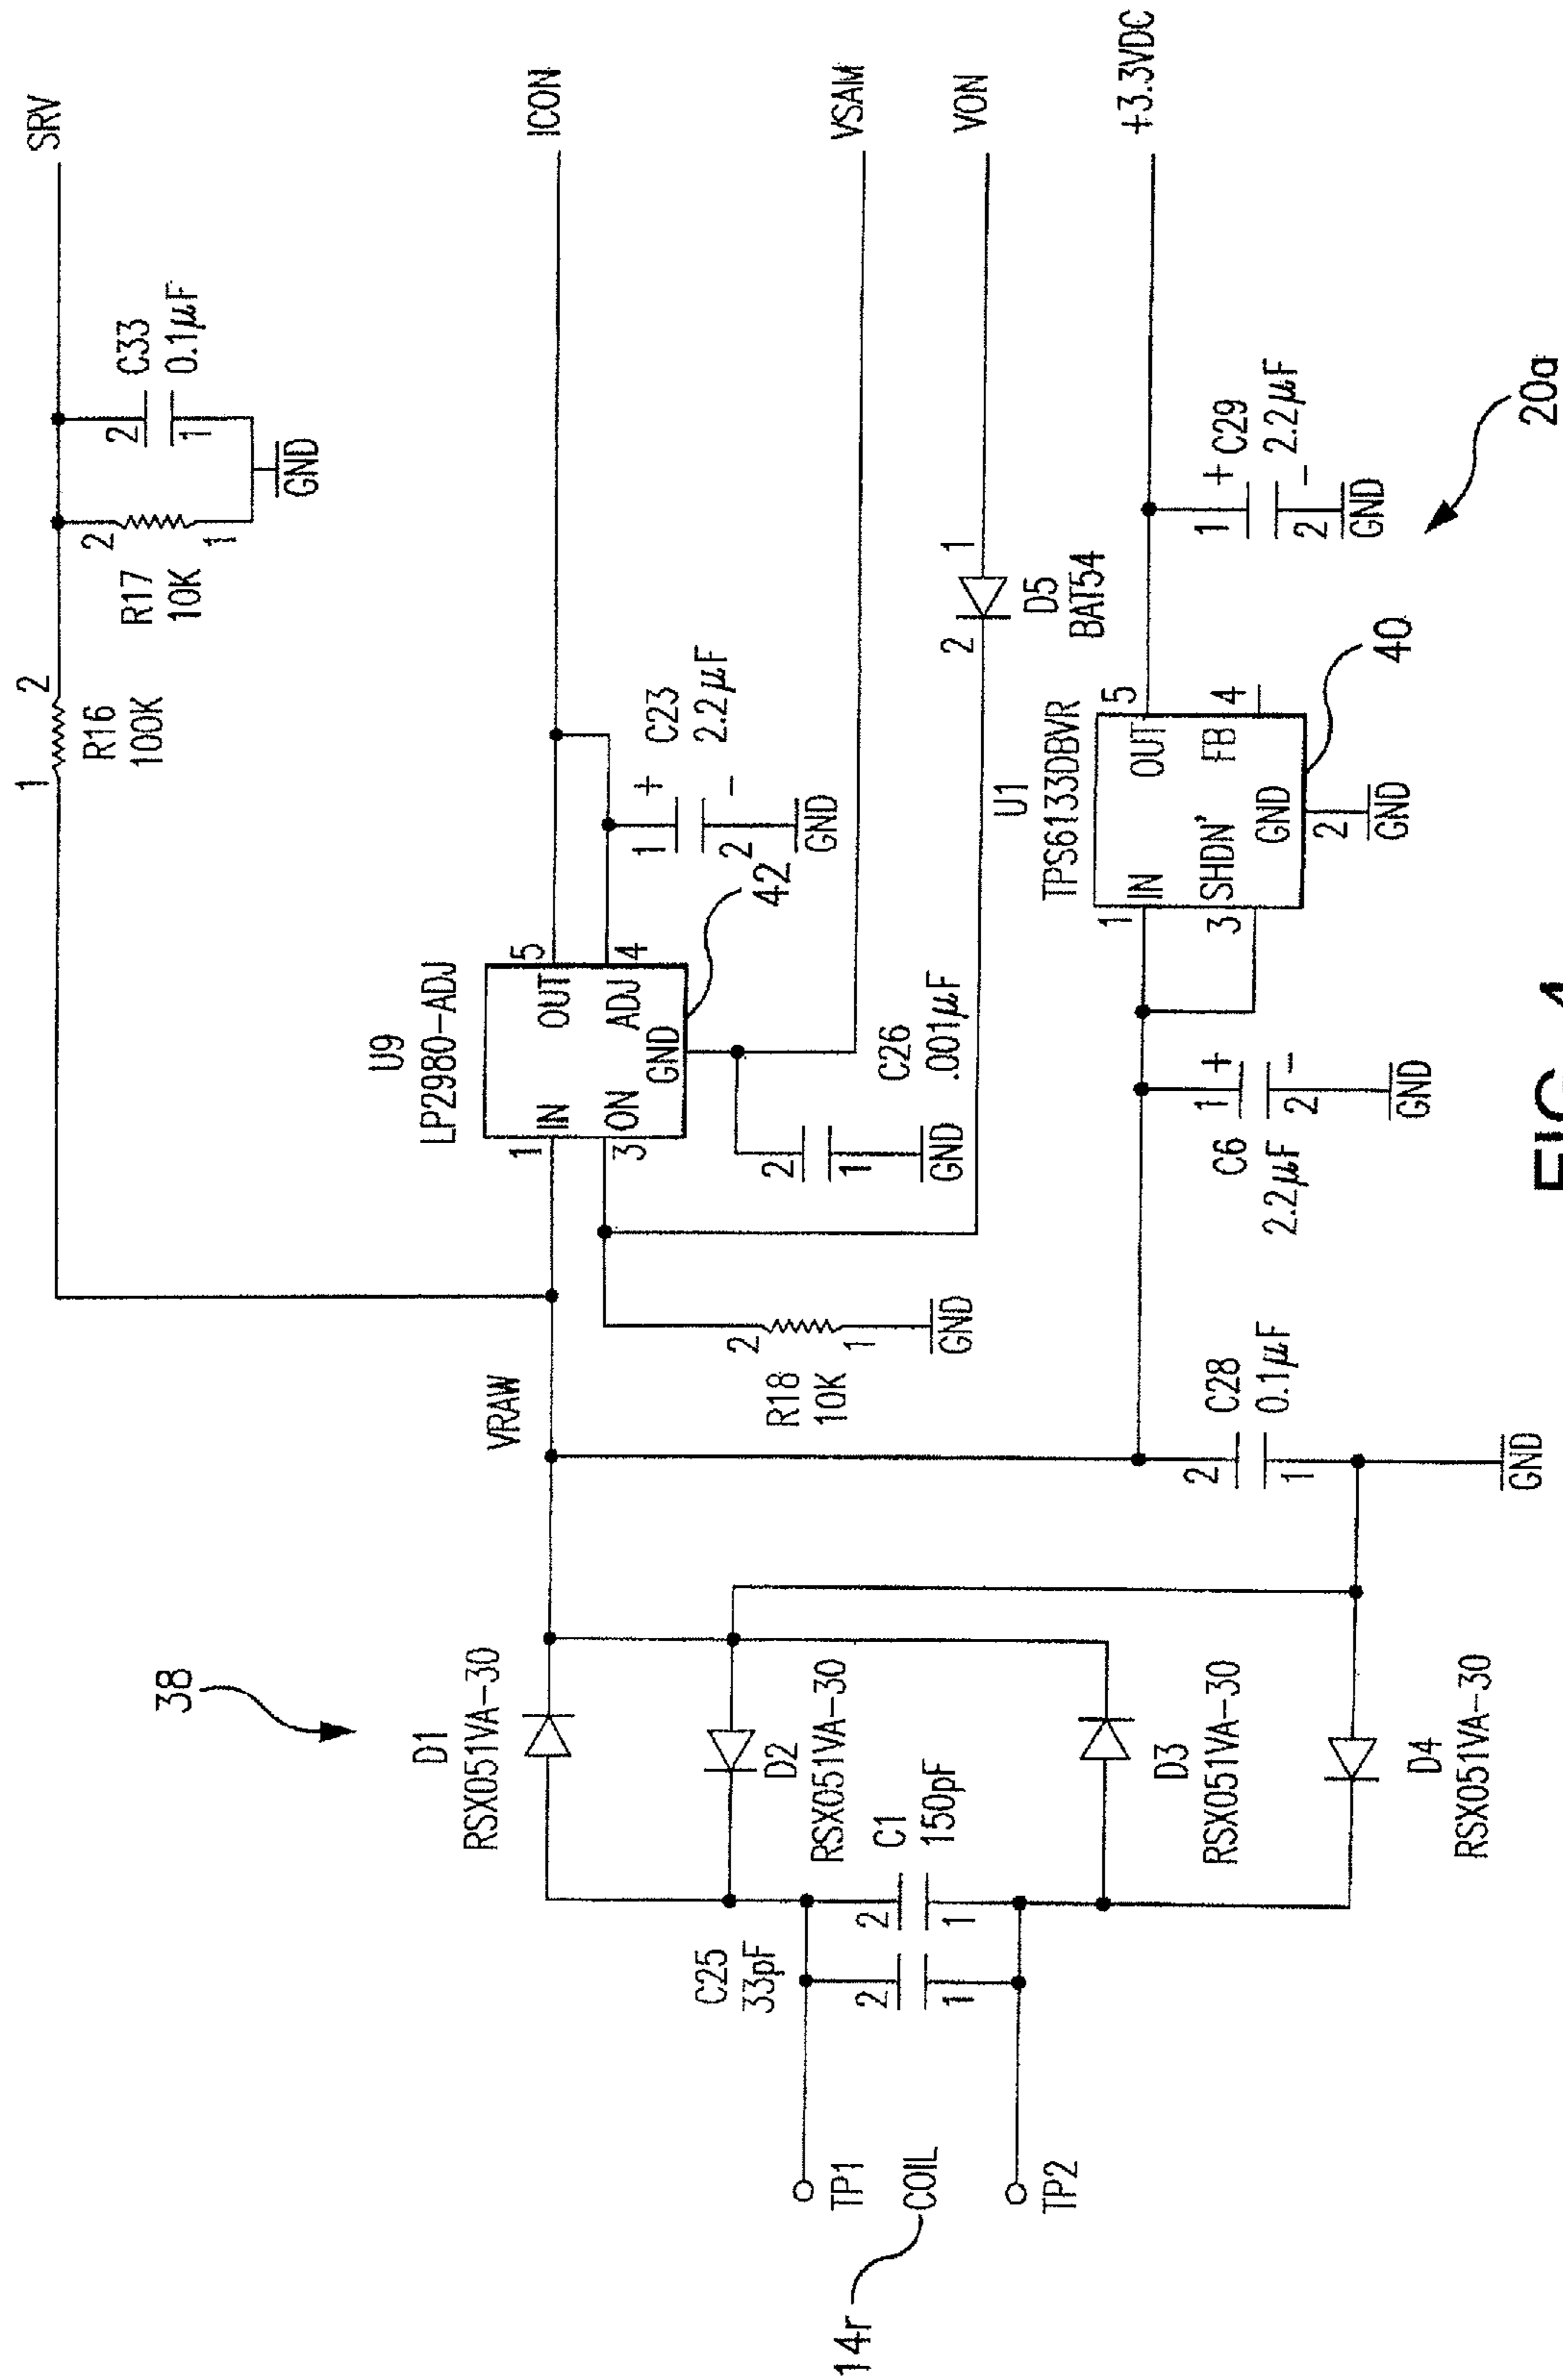 38
14r
COIL
TP1
TP2
C25
33pF
2
1
2
1
C1
150pF
D1
RSX051VA-30
D2
RSX051VA-30
D3
RSX051VA-30
D4
RSX051VA-30
VRAW
C28
0.1µF
2
1
GND
R18
10K
2
1
GND
1
2
R16
100K
R17
10K
2
1
C33
0.1µF
2
1
GND
SRV
U9
LP2980-ADJ
1
IN
OUT
5
3
ON
ADJ
4
GND
42
C23
2.2µF
1
+
2
-
GND
ICON
C26
.001µF
2
1
GND
VSAM
VON
2
1
D5
BAT54
C6
2.2µF
1
+
2
-
GND
U1
TPS6133DBVR
1
IN
OUT
5
3
SHDN'
FB
4
GND
2
GND
40
C29
2.2µF
1
+
2
-
GND
+3.3VDC
20a
FIG